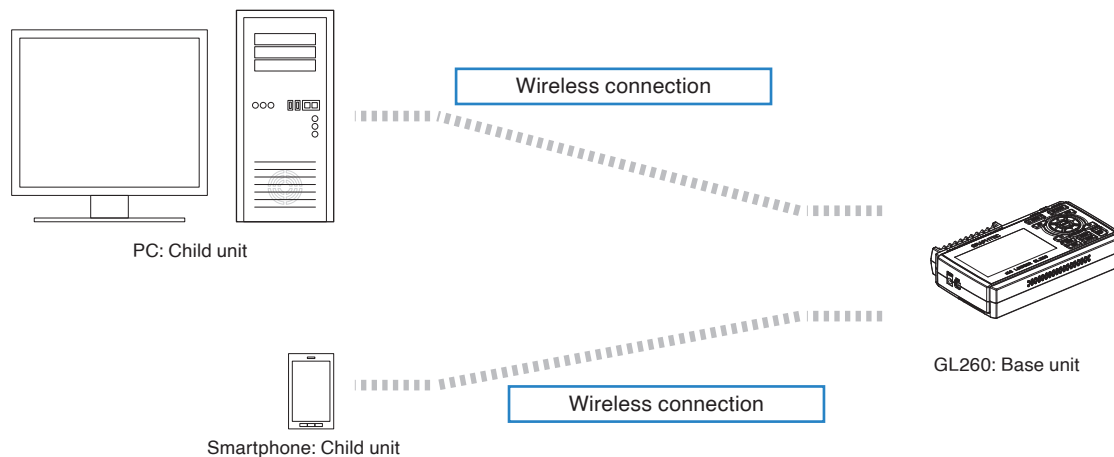 Wireless connection
PC: Child unit
GL260: Base unit
Wireless connection
Smartphone: Child unit